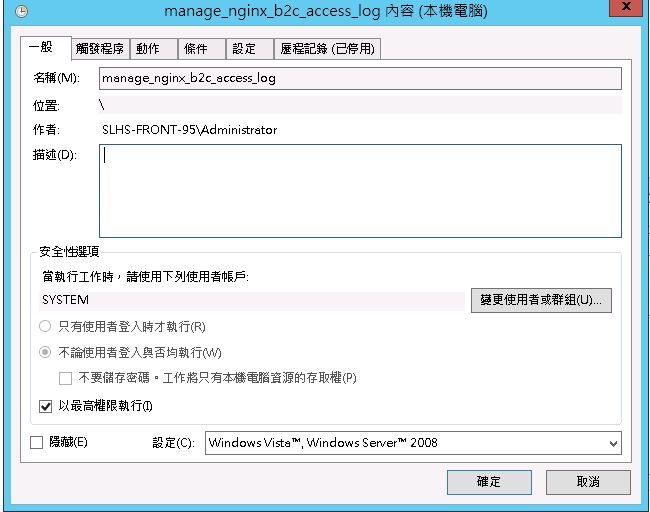 manage_nginx_b2c_access_log 內容 (本機電腦)
x
一般 觸發程序 動作 條件 設定 歷程記錄 (已停用)
名稱(M): manage_nginx_b2c_access_log
位置: \
作者: SLHS-FRONT-95\Administrator
描述(D):
安全性選項
當執行工作時，請使用下列使用者帳戶:
SYSTEM 變更使用者或群組(U)...
只有使用者登入時才執行(R)
不論使用者登入與否均執行(W)
不要儲存密碼。工作將只有本機電腦資源的存取權(P)
以最高權限執行(I)
隱藏(E) 設定(C): Windows Vista™, Windows Server™ 2008
確定 取消